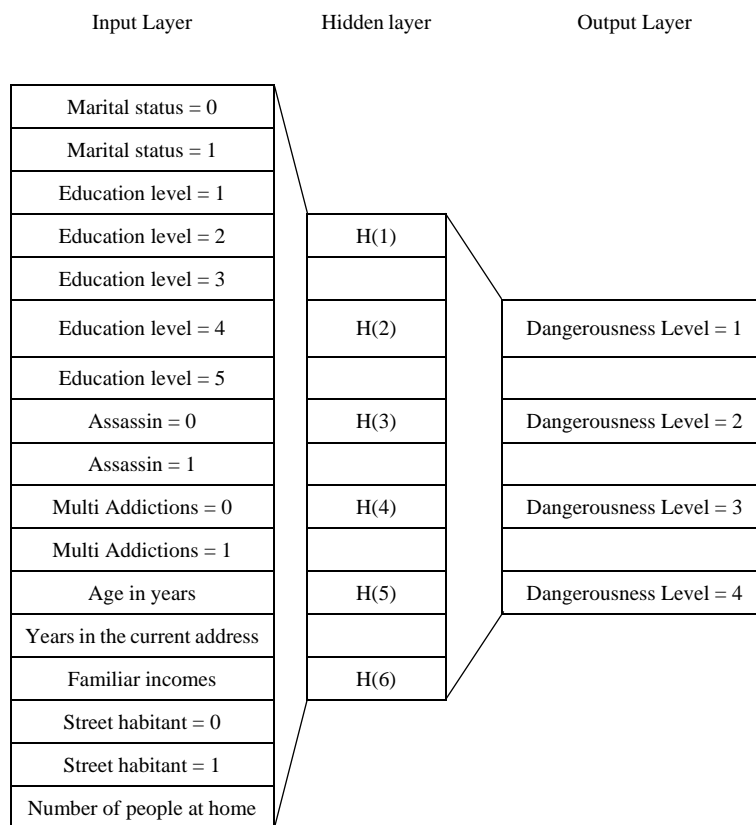 Input Layer
Hidden layer
Output Layer
Marital status = 0
Marital status = 1
Education level = 1
Education level = 2
Education level = 3
Education level = 4
Education level = 5
Assassin = 0
Assassin = 1
Multi Addictions = 0
Multi Addictions = 1
Age in years
Years in the current address
Familiar incomes
Street habitant = 0
Street habitant = 1
Number of people at home
H(1)
H(2)
H(3)
H(4)
H(5)
H(6)
Dangerousness Level = 1
Dangerousness Level = 2
Dangerousness Level = 3
Dangerousness Level = 4